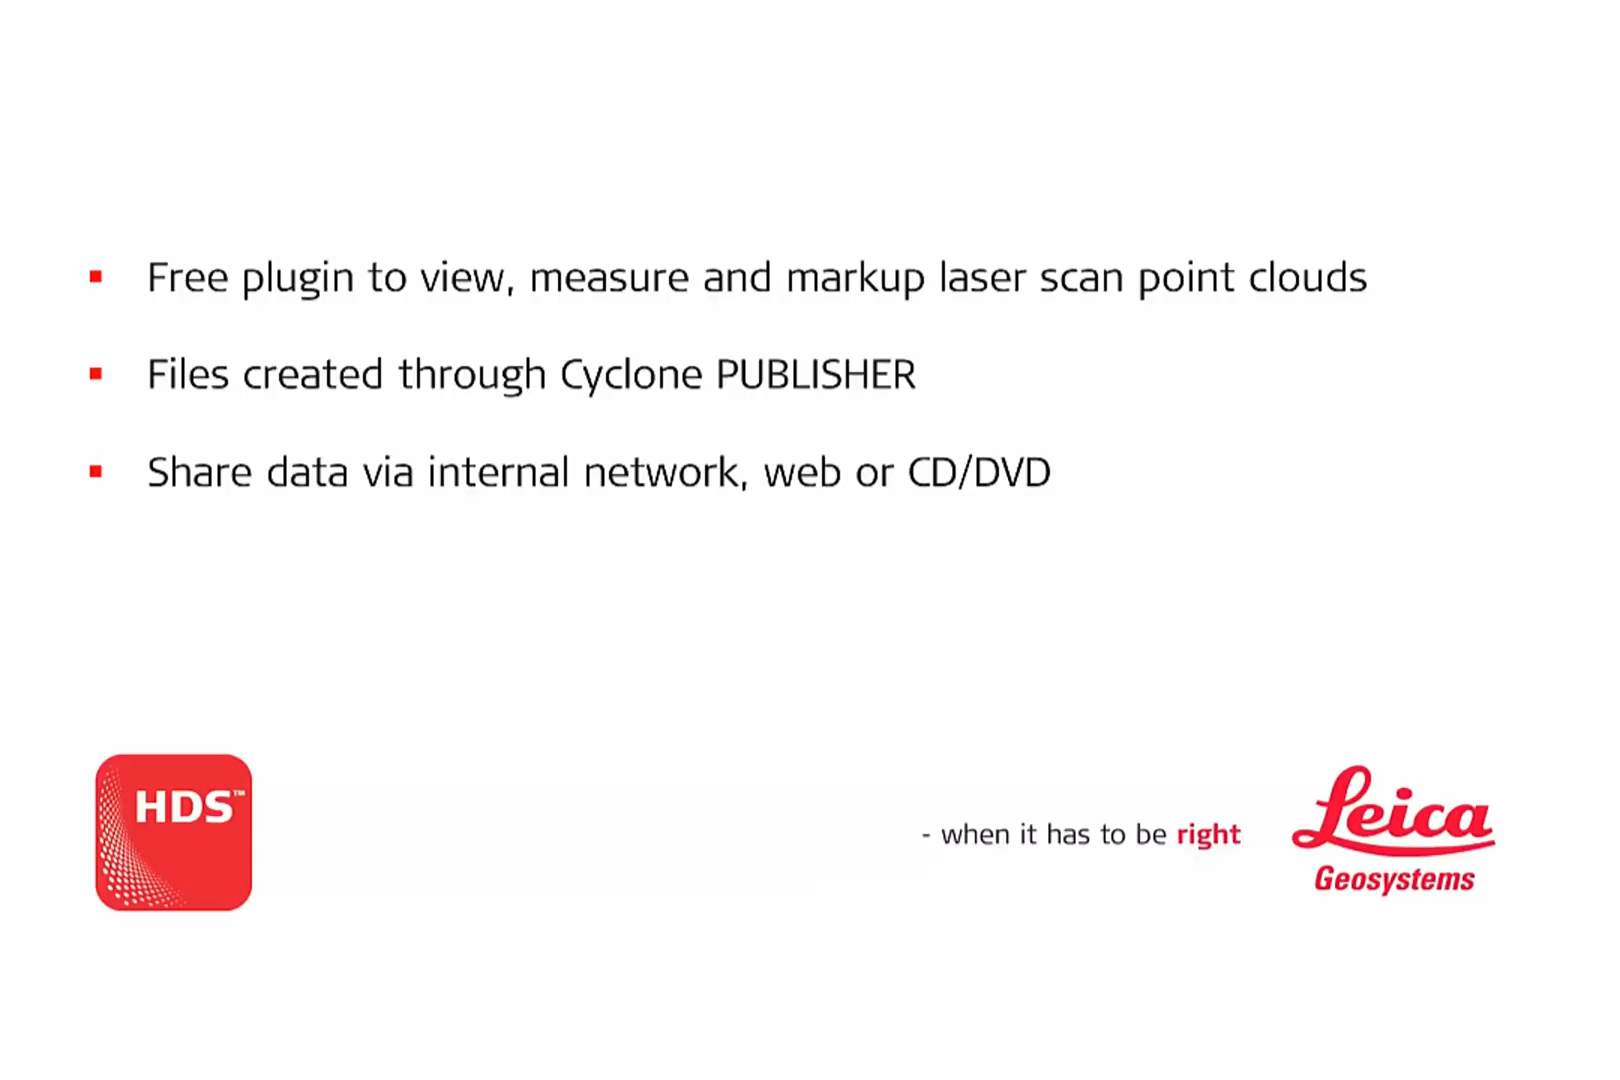 Free plugin to view, measure and markup laser scan point clouds
Files created through Cyclone PUBLISHER
Share data via internal network, web or CD/DVD
HDS™
- when it has to be right
Leica
Geosystems